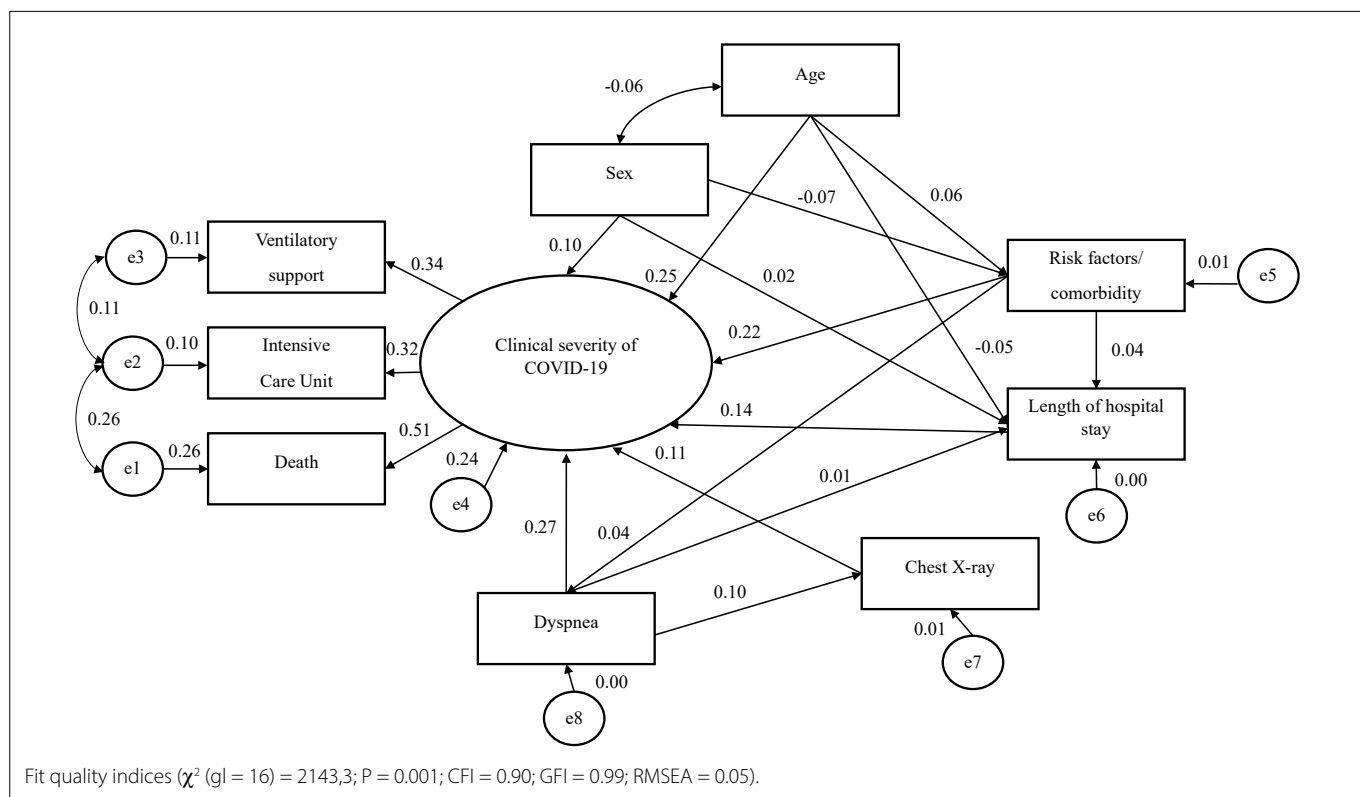 Age
-0.06
Sex
-0.07
0.06
0.11
e3
Ventilatory
support
0.10
0.34
0.25
0.02
Risk factors/
comorbidity
0.01
e5
0.11
0.10
e2
Intensive
Care Unit
0.32
Clinical severity of
COVID-19
0.22
-0.05
0.04
0.26
0.26
e1
Death
0.51
0.24
e4
0.14
0.11
Length of hospital
stay
0.01
0.00
e6
0.27
0.04
Chest X-ray
0.10
Dyspnea
0.01
e7
0.00
e8
Fit quality indices (χ² (gl = 16) = 2143,3; P = 0.001; CFI = 0.90; GFI = 0.99; RMSEA = 0.05).